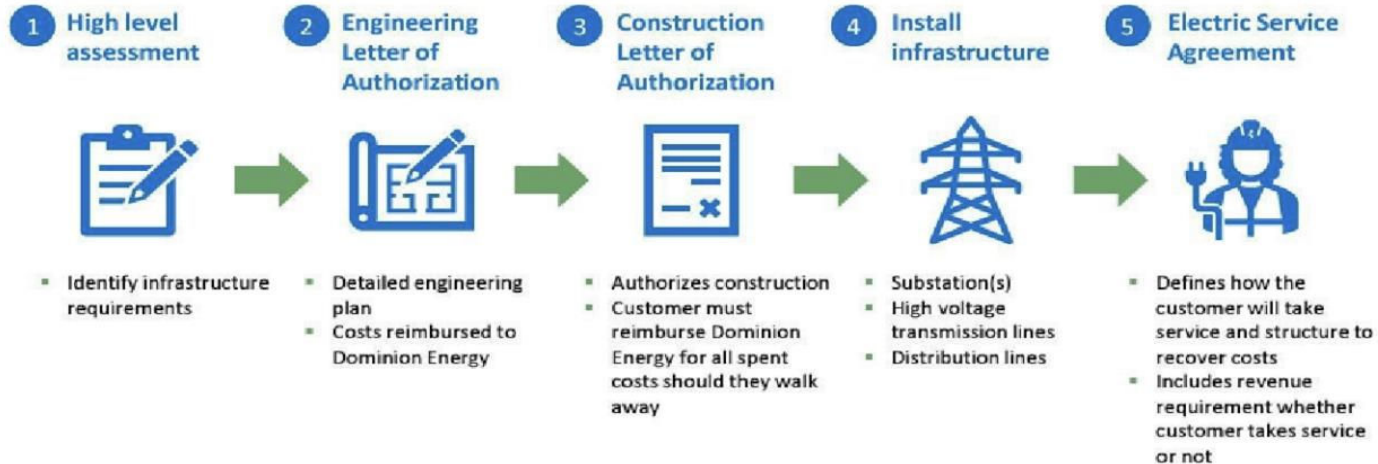 1 High level
assessment
2 Engineering
Letter of
Authorization
3 Construction
Letter of
Authorization
4 Install
infrastructure
5 Electric Service
Agreement
▪ Identify infrastructure
requirements
▪ Detailed engineering
plan
▪ Costs reimbursed to
Dominion Energy
▪ Authorizes construction
▪ Customer must
reimburse Dominion
Energy for all spent
costs should they walk
away
▪ Substation(s)
▪ High voltage
transmission lines
▪ Distribution lines
▪ Defines how the
customer will take
service and structure to
recover costs
▪ Includes revenue
requirement whether
customer takes service
or not